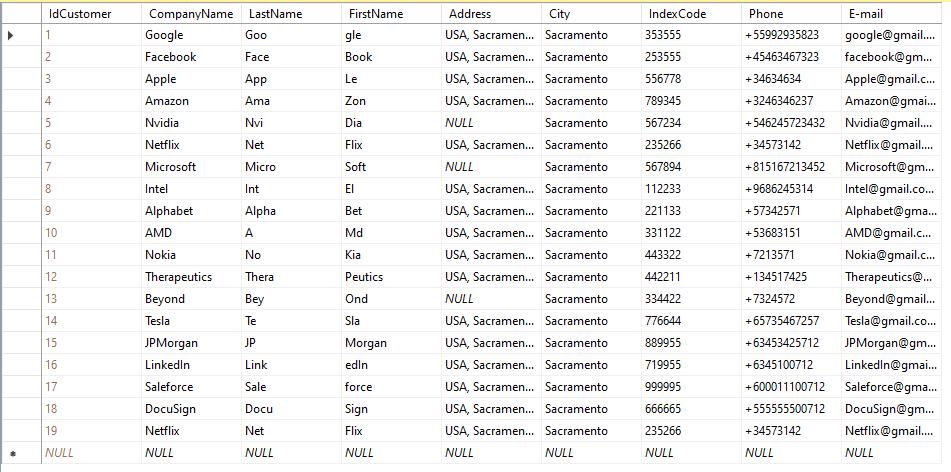 IdCustomer CompanyName LastName FirstName Address City IndexCode Phone E-mail
1 Google Goo gle USA, Sacramen... Sacramento 353555 +55992935823 google@gmail....
2 Facebook Face Book USA, Sacramen... Sacramento 253555 +45463467323 facebook@gm...
3 Apple App Le USA, Sacramen... Sacramento 556778 +34634634 Apple@gmail.c...
4 Amazon Ama Zon USA, Sacramen... Sacramento 789345 +3246346237 Amazon@gmai...
5 Nvidia Nvi Dia NULL Sacramento 567234 +546245723432 Nvidia@gmail....
6 Netflix Net Flix USA, Sacramen... Sacramento 235266 +34573142 Netflix@gmail....
7 Microsoft Micro Soft NULL Sacramento 567894 +815167213452 Microsoft@gm...
8 Intel Int El USA, Sacramen... Sacramento 112233 +9686245314 Intel@gmail.co...
9 Alphabet Alpha Bet USA, Sacramen... Sacramento 221133 +57342571 Alphabet@gma...
10 AMD A Md USA, Sacramen... Sacramento 331122 +53683151 AMD@gmail.c...
11 Nokia No Kia USA, Sacramen... Sacramento 443322 +7213571 Nokia@gmail.c...
12 Therapeutics Thera Peutics USA, Sacramen... Sacramento 442211 +134517425 Therapeutics@...
13 Beyond Bey Ond NULL Sacramento 334422 +7324572 Beyond@gmail...
14 Tesla Te Sla USA, Sacramen... Sacramento 776644 +65735467257 Tesla@gmail.co...
15 JPMorgan JP Morgan USA, Sacramen... Sacramento 889955 +63453425712 JPMorgan@gm...
16 LinkedIn Link edIn USA, Sacramen... Sacramento 719955 +6345100712 LinkedIn@gmai...
17 Saleforce Sale force USA, Sacramen... Sacramento 999995 +600011100712 Saleforce@gma...
18 DocuSign Docu Sign USA, Sacramen... Sacramento 666665 +555555500712 DocuSign@gm...
19 Netflix Net Flix USA, Sacramen... Sacramento 235266 +34573142 Netflix@gmail....
NULL NULL NULL NULL NULL NULL NULL NULL NULL